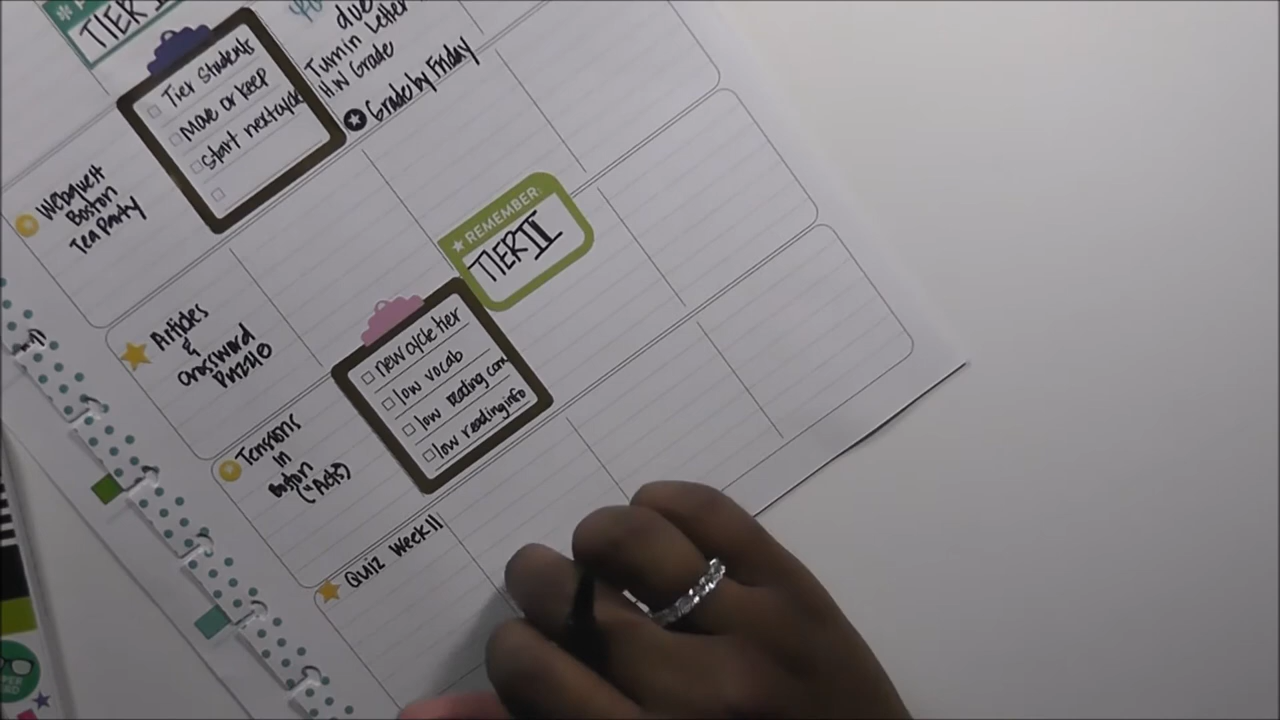 TIER
Tier Students
Move or keep
Start next cycle
due
Turn in Letter
H.W Grade
Grade by Friday
Webquest
Boston
Tea Party
REMEMBER:
TIER II
Articles
&
crossword
puzzle
new cycle tier
low vocab
low reading com
low reading info
Tensions
in
Boston
("Acts)
Quiz Week 11